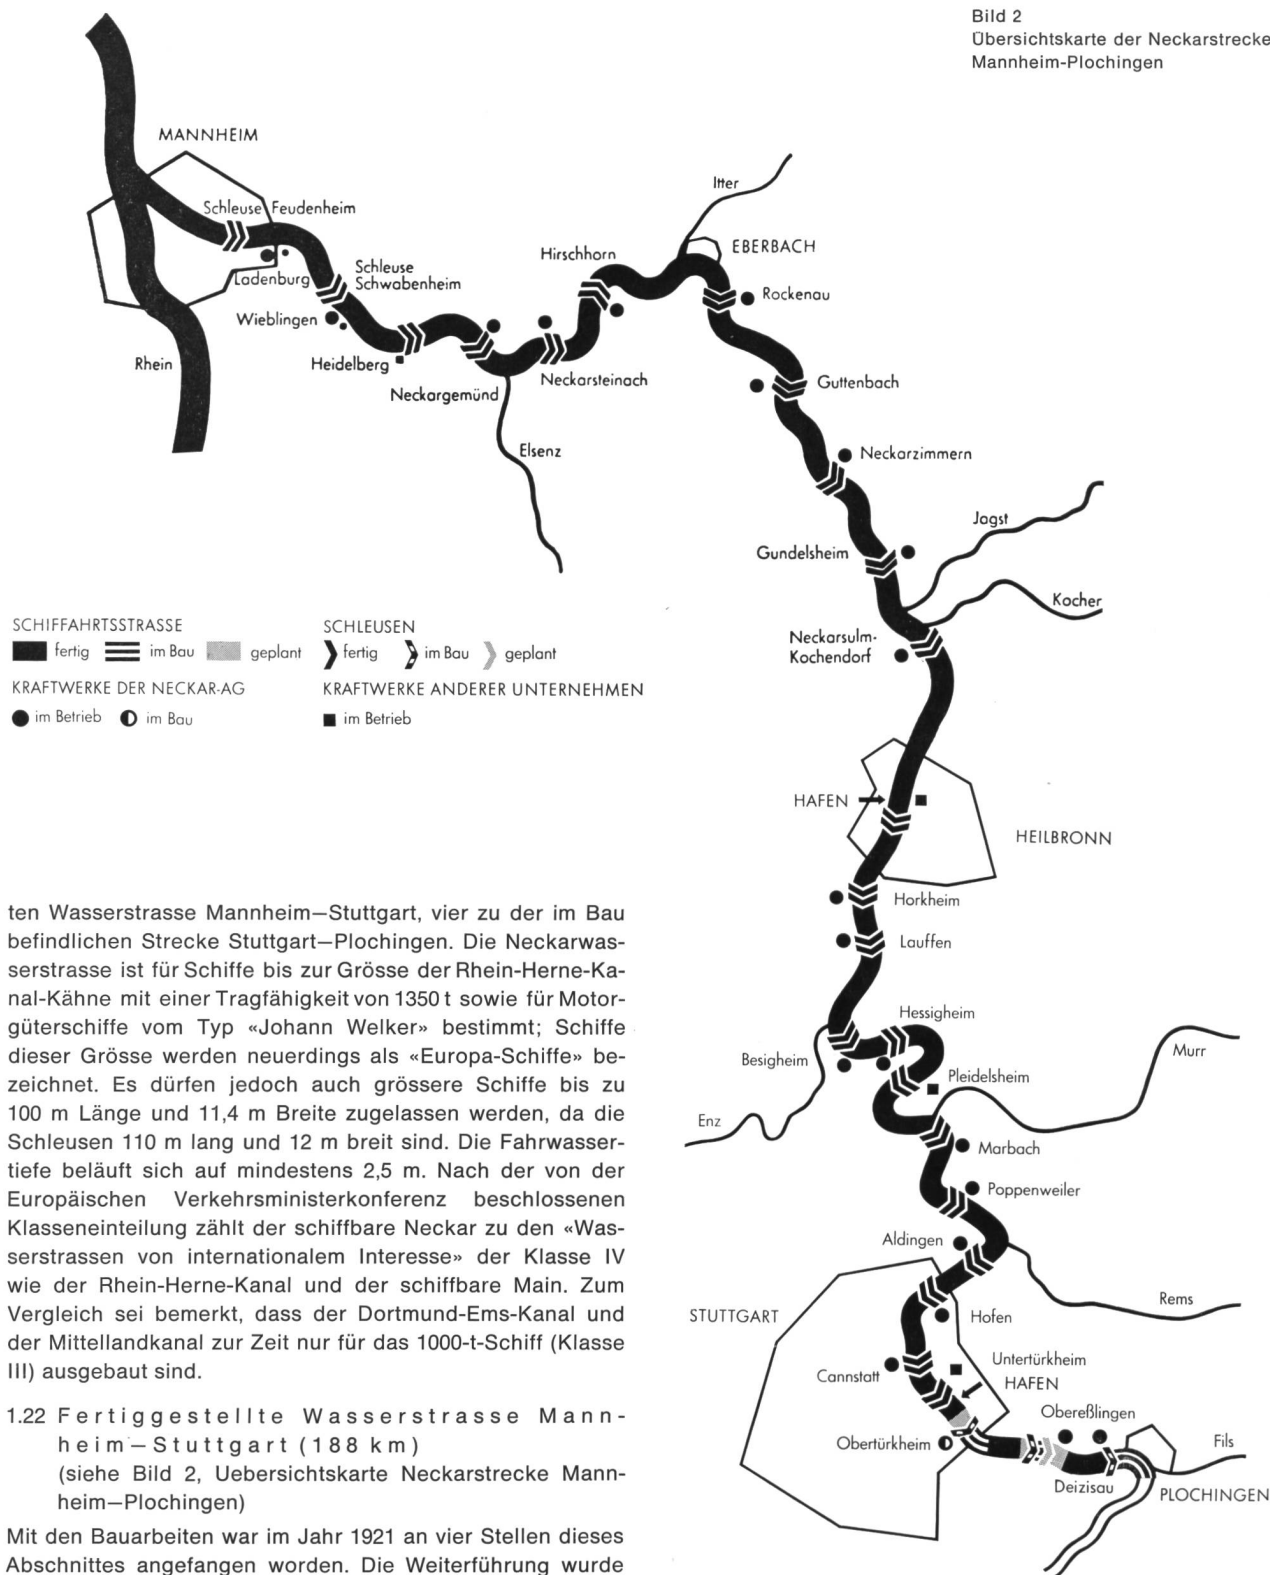 Bild 2
Übersichtskarte der Neckarstrecke
Mannheim-Plochingen
MANNHEIM
Schleuse Feudenheim
Ladenburg
Schleuse
Schwabenheim
Wieblingen
Heidelberg
Rhein
Neckargemünd
Elsenz
Neckarsteinach
Hirschhorn
Itter
EBERBACH
Rockenau
Guttenbach
Neckarzimmern
Jagst
Gundelsheim
Kocher
Neckarsulm-
Kochendorf
SCHIFFAHRTSSTRASSE
fertig im Bau geplant
SCHLEUSEN
fertig im Bau geplant
KRAFTWERKE DER NECKAR-AG
im Betrieb im Bau
KRAFTWERKE ANDERER UNTERNEHMEN
im Betrieb
HAFEN
HEILBRONN
Horkheim
Lauffen
Hessigheim
Besigheim
Pleidelsheim
Murr
Enz
Marbach
Poppenweiler
Aldingen
Rems
STUTTGART
Hofen
Cannstatt
Untertürkheim
HAFEN
Obereßlingen
Obertürkheim
Fils
Deizisau
PLOCHINGEN
ten Wasserstrasse Mannheim—Stuttgart, vier zu der im Bau
befindlichen Strecke Stuttgart—Plochingen. Die Neckarwas-
serstrasse ist für Schiffe bis zur Grösse der Rhein-Herne-Ka-
nal-Kähne mit einer Tragfähigkeit von 1350 t sowie für Motor-
güterschiffe vom Typ «Johann Welker» bestimmt; Schiffe
dieser Grösse werden neuerdings als «Europa-Schiffe» be-
zeichnet. Es dürfen jedoch auch grössere Schiffe bis zu
100 m Länge und 11,4 m Breite zugelassen werden, da die
Schleusen 110 m lang und 12 m breit sind. Die Fahrwasser-
tiefe beläuft sich auf mindestens 2,5 m. Nach der von der
Europäischen Verkehrsministerkonferenz beschlossenen
Klasseneinteilung zählt der schiffbare Neckar zu den «Was-
serstrassen von internationalem Interesse» der Klasse IV
wie der Rhein-Herne-Kanal und der schiffbare Main. Zum
Vergleich sei bemerkt, dass der Dortmund-Ems-Kanal und
der Mittellandkanal zur Zeit nur für das 1000-t-Schiff (Klasse
III) ausgebaut sind.
1.22 Fertiggestellte Wasserstrasse Mann-
heim—Stuttgart (188 km)
(siehe Bild 2, Uebersichtskarte Neckarstrecke Mann-
heim—Plochingen)
Mit den Bauarbeiten war im Jahr 1921 an vier Stellen dieses
Abschnittes angefangen worden. Die Weiterführung wurde